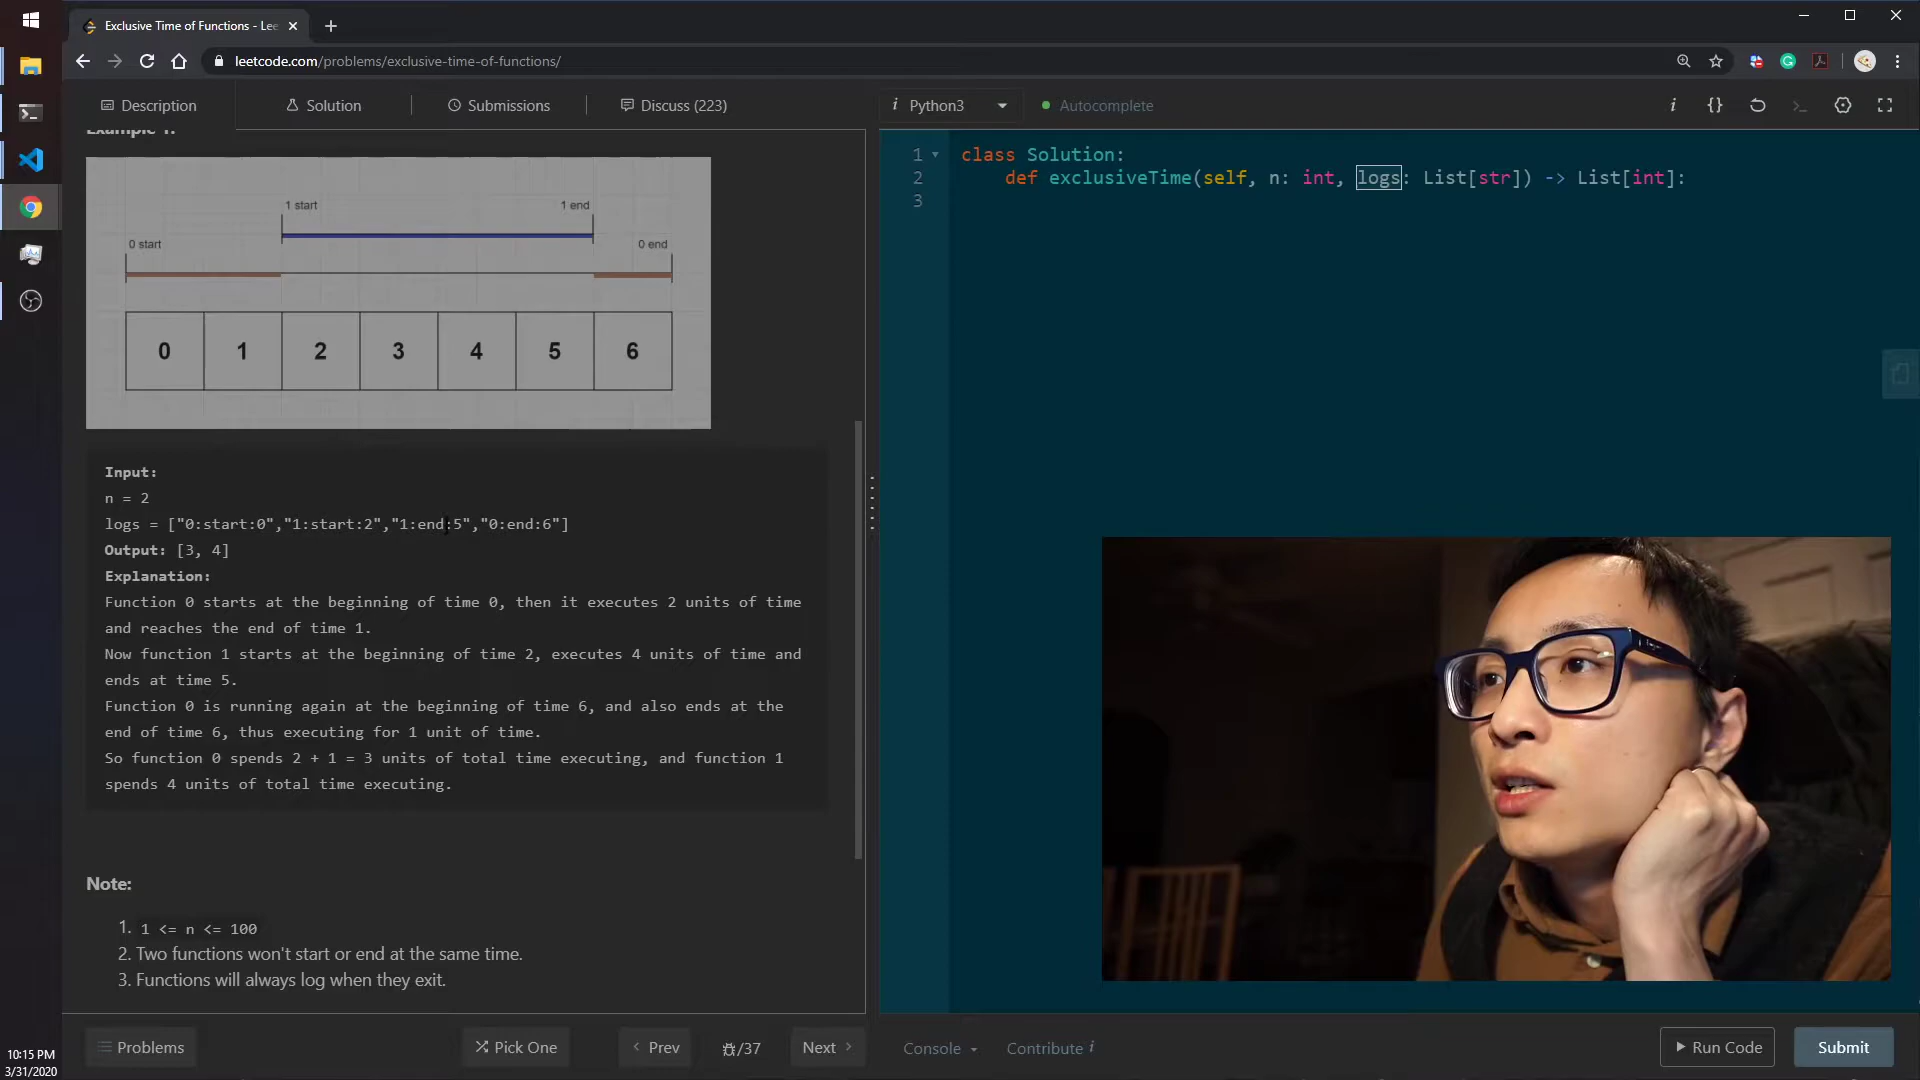 Exclusive Time of Functions - Lee
leetcode.com/problems/exclusive-time-of-functions/
Description
Solution
Submissions
Discuss (223)
i Python3
Autocomplete
i {}
Example 1:
1 start
1 end
0 start
0 end
0 1 2 3 4 5 6
Input:
n = 2
logs = ["0:start:0","1:start:2","1:end:5","0:end:6"]
Output: [3, 4]
Explanation:
Function 0 starts at the beginning of time 0, then it executes 2 units of time
and reaches the end of time 1.
Now function 1 starts at the beginning of time 2, executes 4 units of time and
ends at time 5.
Function 0 is running again at the beginning of time 6, and also ends at the
end of time 6, thus executing for 1 unit of time.
So function 0 spends 2 + 1 = 3 units of total time executing, and function 1
spends 4 units of total time executing.
Note:
1. 1 <= n <= 100
2. Two functions won't start or end at the same time.
3. Functions will always log when they exit.
1 class Solution:
2 def exclusiveTime(self, n: int, logs: List[str]) -> List[int]:
3
Problems
Pick One
Prev
/37
Next
Console
Contribute i
Run Code
Submit
10:15 PM
3/31/2020